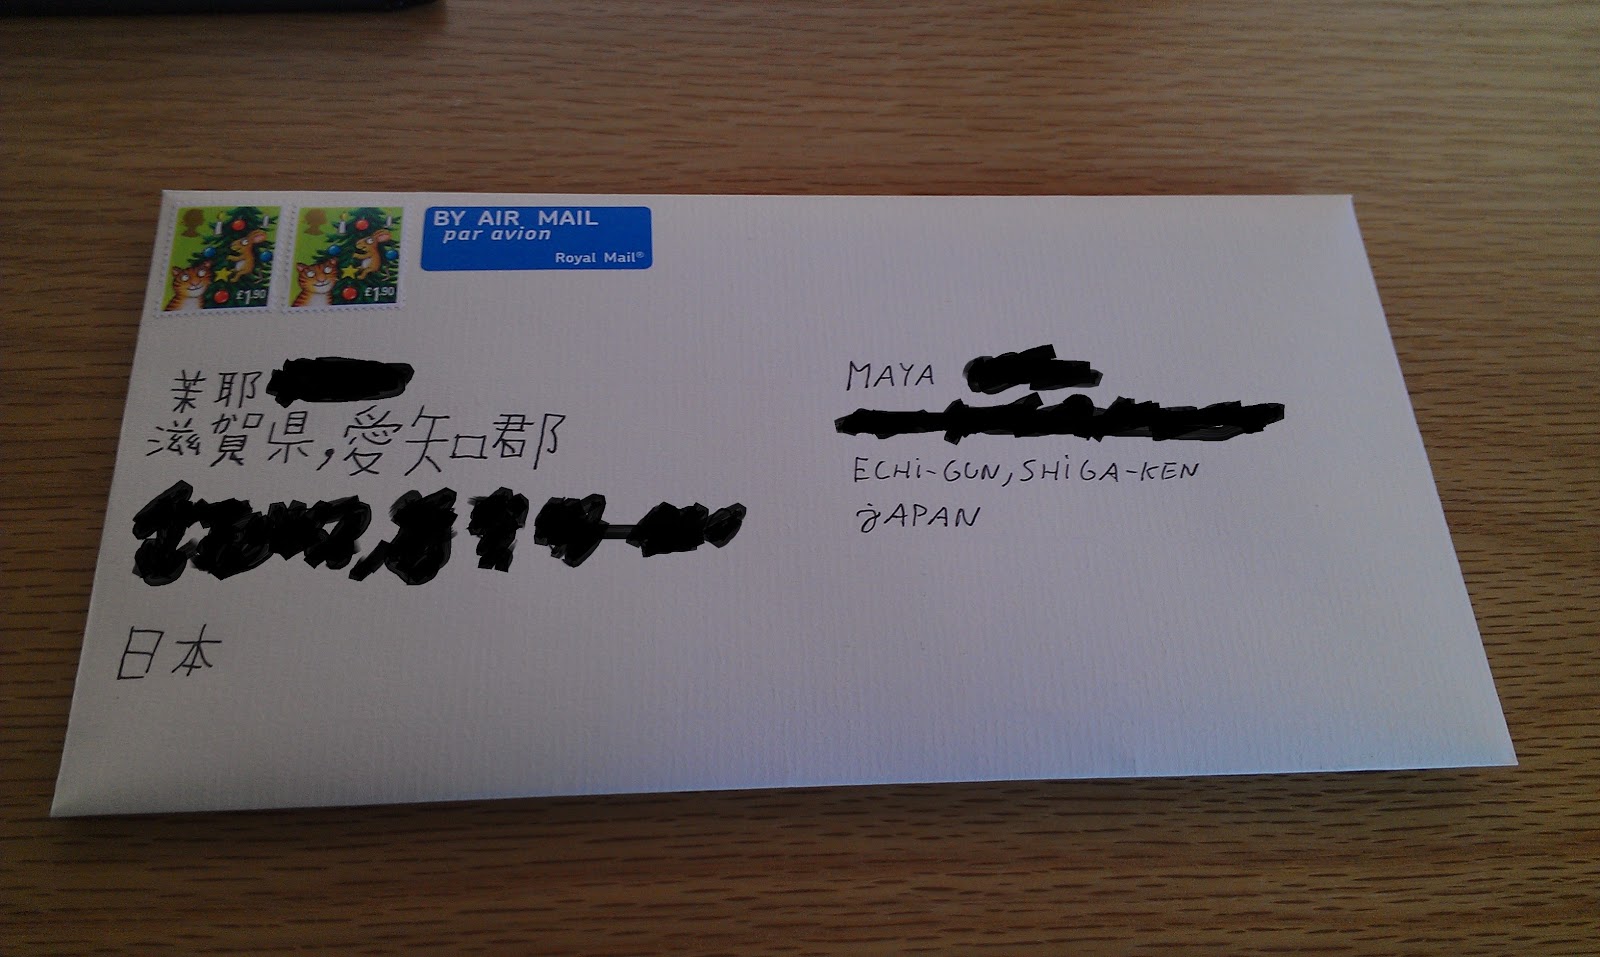 £1.90
£1.90
BY AIR MAIL
par avion
Royal Mail®
茉耶
滋賀県,愛知郡
日本
MAYA
ECHi-GUN, SHiGA-KEN
jAPAN